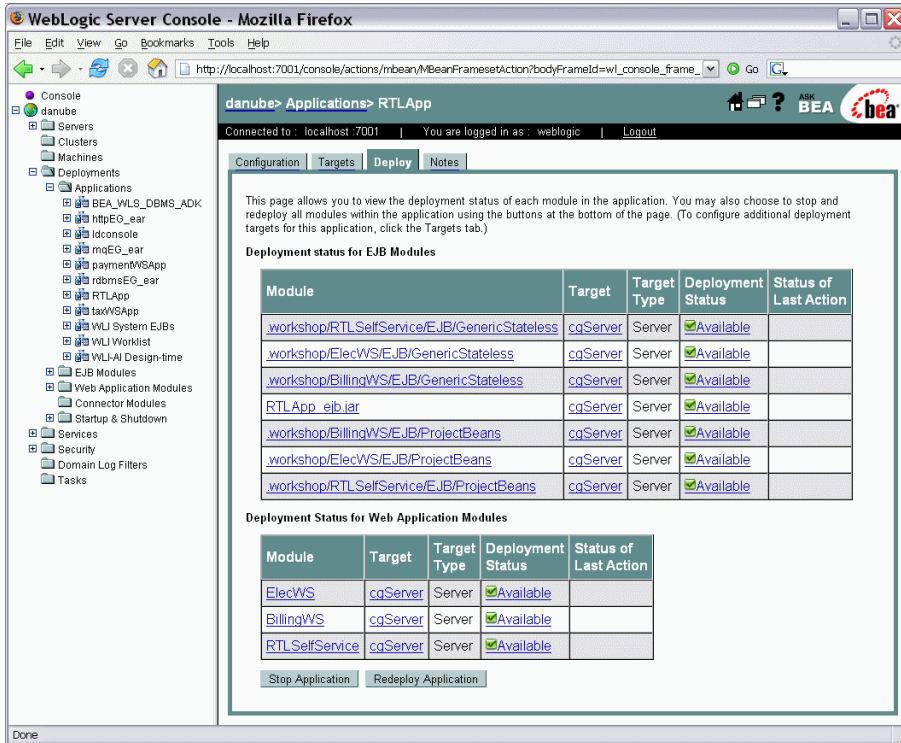 WebLogic Server Console - Mozilla Firefox
File Edit View Go Bookmarks Tools Help
http://localhost:7001/console/actions/mbean/MBeanFramesetAction?bodyFrameId=wl_console_frame_ Go G
Console
danube
Servers
Clusters
Machines
Deployments
Applications
BEA_WLS_DBMS_ADK
httpEG_ear
ldconsole
mqEG_ear
paymentWSApp
rdbmsEG_ear
RTLApp
taxWSApp
WLI System EJBs
WLI Worklist
WLI-AI Design-time
EJB Modules
Web Application Modules
Connector Modules
Startup & Shutdown
Services
Security
Domain Log Filters
Tasks
danube> Applications> RTLApp
? ASK BEA bea
Connected to : localhost :7001 | You are logged in as : weblogic | Logout
Configuration Targets Deploy Notes
This page allows you to view the deployment status of each module in the application. You may also choose to stop and
redeploy all modules within the application using the buttons at the bottom of the page. (To configure additional deployment
targets for this application, click the Targets tab.)
Deployment status for EJB Modules
Module Target Target Type Deployment Status Status of Last Action
.workshop/RTLSelfService/EJB/GenericStateless cgServer Server Available
.workshop/ElecWS/EJB/GenericStateless cgServer Server Available
.workshop/BillingWS/EJB/GenericStateless cgServer Server Available
RTLApp_ejb.jar cgServer Server Available
.workshop/BillingWS/EJB/ProjectBeans cgServer Server Available
.workshop/ElecWS/EJB/ProjectBeans cgServer Server Available
.workshop/RTLSelfService/EJB/ProjectBeans cgServer Server Available
Deployment Status for Web Application Modules
Module Target Target Type Deployment Status Status of Last Action
ElecWS cgServer Server Available
BillingWS cgServer Server Available
RTLSelfService cgServer Server Available
Stop Application Redeploy Application
Done